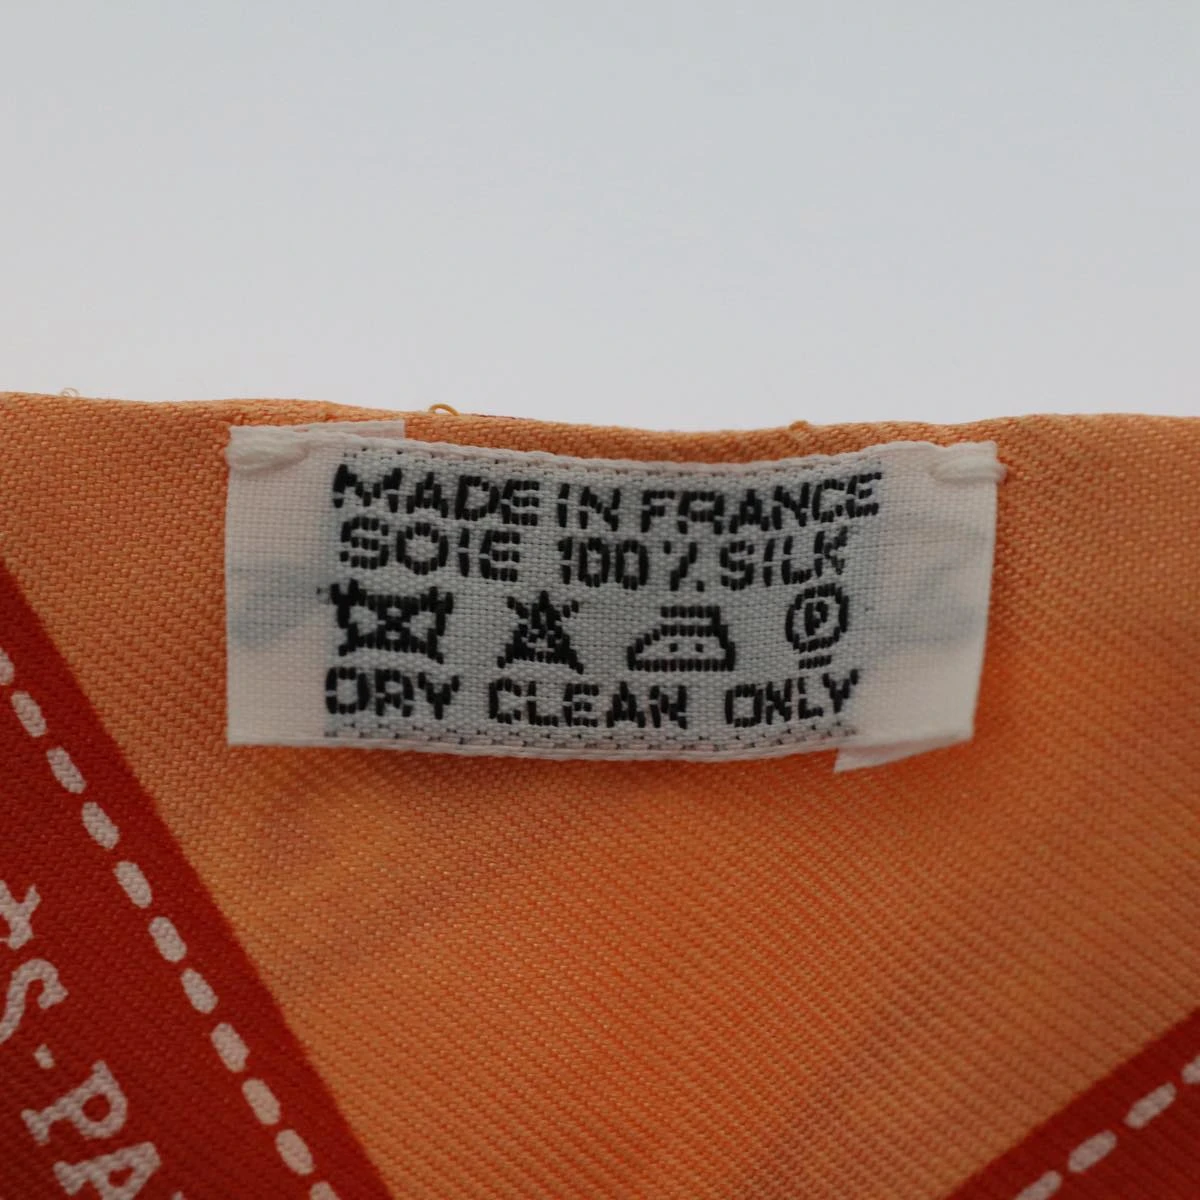 MADE IN FRANCE
SOIE 100% SILK
P
DRY CLEAN ONLY